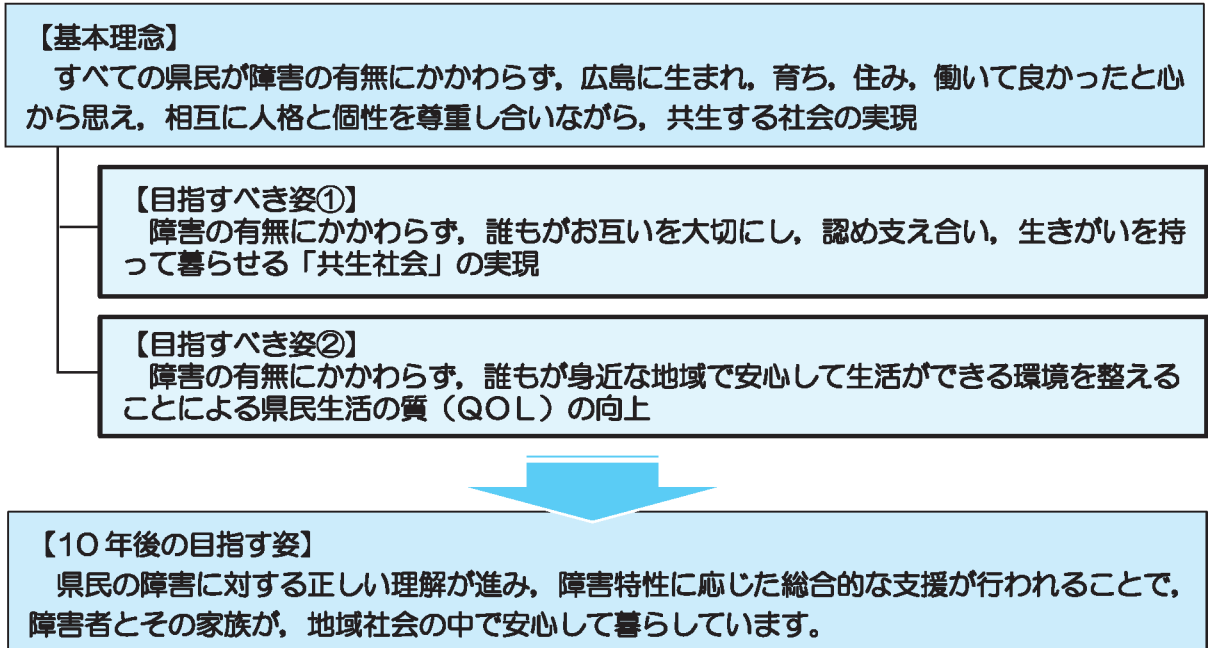 【基本理念】
すべての県民が障害の有無にかかわらず，広島に生まれ，育ち，住み，働いて良かったと心
から思え，相互に人格と個性を尊重し合いながら，共生する社会の実現
【目指すべき姿①】
障害の有無にかかわらず，誰もがお互いを大切にし，認め支え合い，生きがいを持
って暮らせる「共生社会」の実現
【目指すべき姿②】
障害の有無にかかわらず，誰もが身近な地域で安心して生活ができる環境を整える
ことによる県民生活の質（ＱＯＬ）の向上
【10年後の目指す姿】
県民の障害に対する正しい理解が進み，障害特性に応じた総合的な支援が行われることで，
障害者とその家族が，地域社会の中で安心して暮らしています。